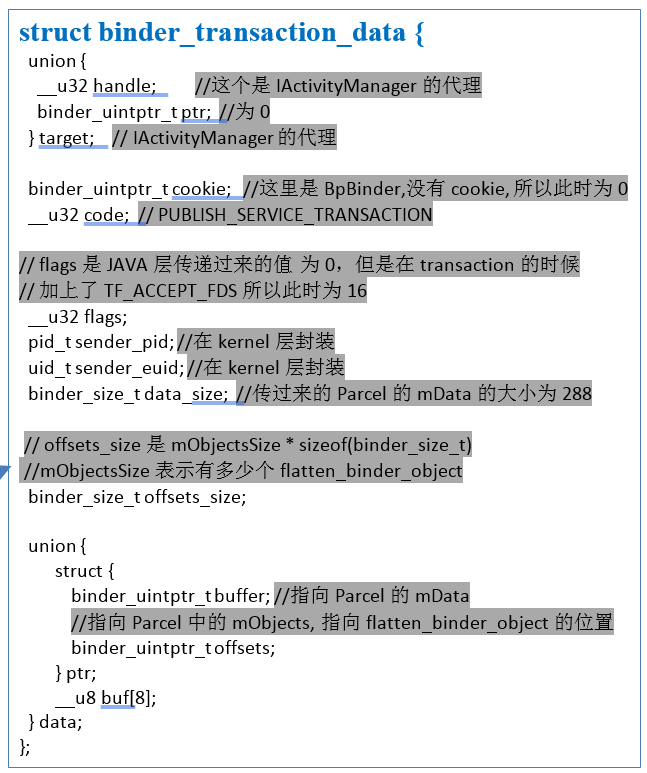 struct binder_transaction_data {
union {
__u32 handle; //这个是 IActivityManager 的代理
binder_uintptr_t ptr; //为 0
} target; // IActivityManager 的代理
binder_uintptr_t cookie; //这里是 BpBinder,没有 cookie, 所以此时为 0
__u32 code; // PUBLISH_SERVICE_TRANSACTION
// flags 是 JAVA 层传递过来的值 为 0，但是在 transaction 的时候
// 加上了 TF_ACCEPT_FDS 所以此时为 16
__u32 flags;
pid_t sender_pid; //在 kernel 层封装
uid_t sender_euid; //在 kernel 层封装
binder_size_t data_size; //传过来的 Parcel 的 mData 的大小为 288
// offsets_size 是 mObjectsSize * sizeof(binder_size_t)
//mObjectsSize 表示有多少个 flatten_binder_object
binder_size_t offsets_size;
union {
struct {
binder_uintptr_t buffer; //指向 Parcel 的 mData
//指向 Parcel 中的 mObjects, 指向 flatten_binder_object 的位置
binder_uintptr_t offsets;
} ptr;
__u8 buf[8];
} data;
};